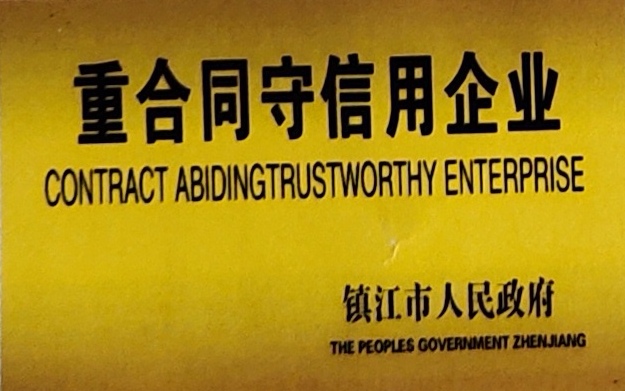 重合同守信用企业
CONTRACT ABIDINGTRUSTWORTHY ENTERPRISE
镇江市人民政府
THE PEOPLES GOVERNMENT ZHENJIANG